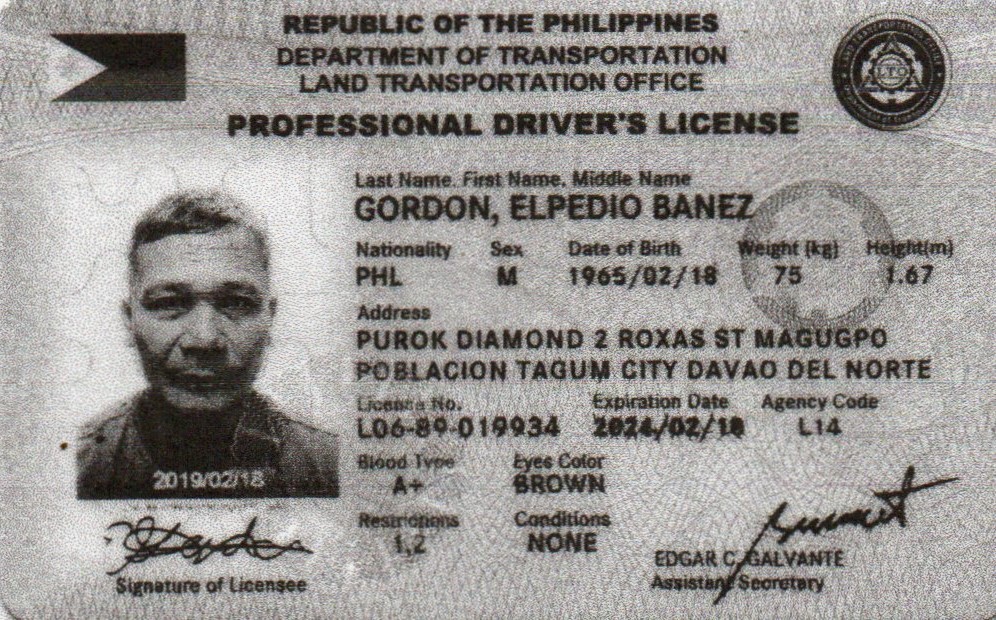 REPUBLIC OF THE PHILIPPINES
DEPARTMENT OF TRANSPORTATION
LAND TRANSPORTATION OFFICE
PROFESSIONAL DRIVER'S LICENSE
LTO
Last Name, First Name, Middle Name
GORDON, ELPEDIO BANEZ
Nationality Sex Date of Birth Weight (kg) Height(m)
PHL M 1965/02/18 75 1.67
Address
PUROK DIAMOND 2 ROXAS ST MAGUGPO
POBLACION TAGUM CITY DAVAO DEL NORTE
License No. Expiration Date Agency Code
L06-89-019934 2024/02/18 L14
Blood Type Eyes Color
A+ BROWN
2019/02/18
Restrictions Conditions
1,2 NONE
EDGAR C. GALVANTE
Assistant Secretary
Signature of Licensee